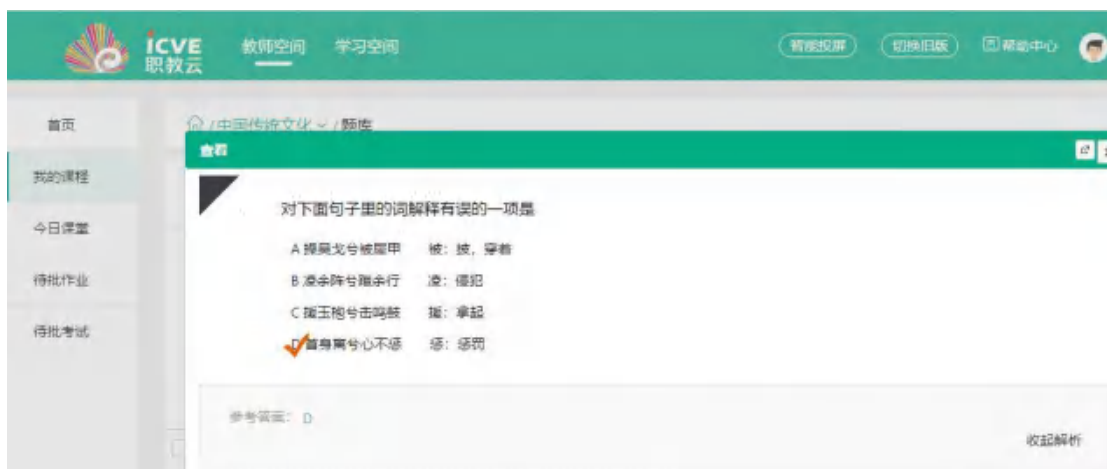 icve 职教云 教师空间 学习空间 智能投屏 切换旧版 帮助中心
首页 /中国传统文化 /题库
查看
我的课程
对下面句子里的词解释有误的一项是
今日课堂
A 操吴戈兮被犀甲 被：披，穿着
待批作业
B 凌余阵兮躐余行 凌：侵犯
C 援玉枹兮击鸣鼓 援：拿起
待批考试
D 首身离兮心不惩 惩：惩罚
参考答案： D
收起解析